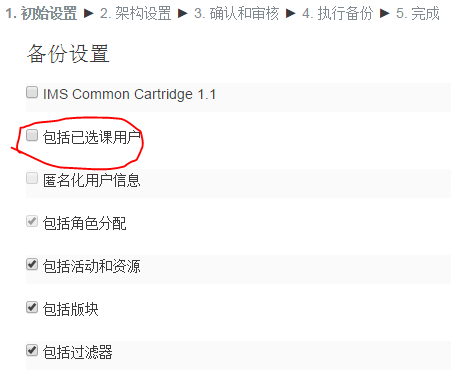 1. 初始设置 ► 2. 架构设置 ► 3. 确认和审核 ► 4. 执行备份 ► 5. 完成
备份设置
IMS Common Cartridge 1.1
包括已选课用户
匿名化用户信息
包括角色分配
包括活动和资源
包括版块
包括过滤器